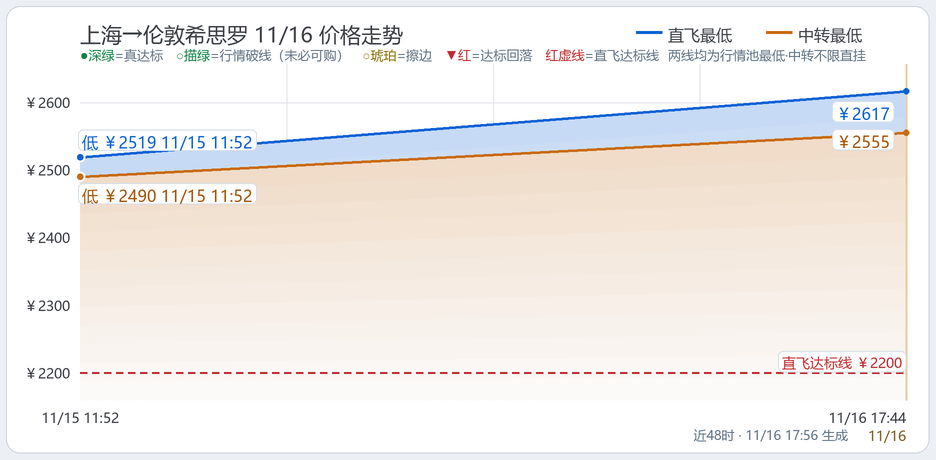 上海→伦敦希思罗 11/16 价格走势
直飞最低 中转最低
●深绿=真达标 ○描绿=行情破线（未必可购） ○琥珀=擦边 ▼红=达标回落 红虚线=直飞达标线 两线均为行情池最低·中转不限直挂
¥2600
¥2617
低 ¥2519 11/15 11:52
¥2555
¥2500
低 ¥2490 11/15 11:52
¥2400
¥2300
直飞达标线 ¥2200
¥2200
11/15 11:52 11/16 17:44
近48时 · 11/16 17:56 生成 11/16